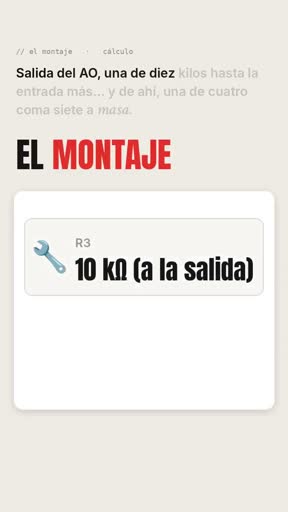 // el montaje · cálculo
Salida del AO, una de diez kilos hasta la
entrada más... y de ahí, una de cuatro
coma siete a masa.
EL MONTAJE
R3
10 kΩ (a la salida)